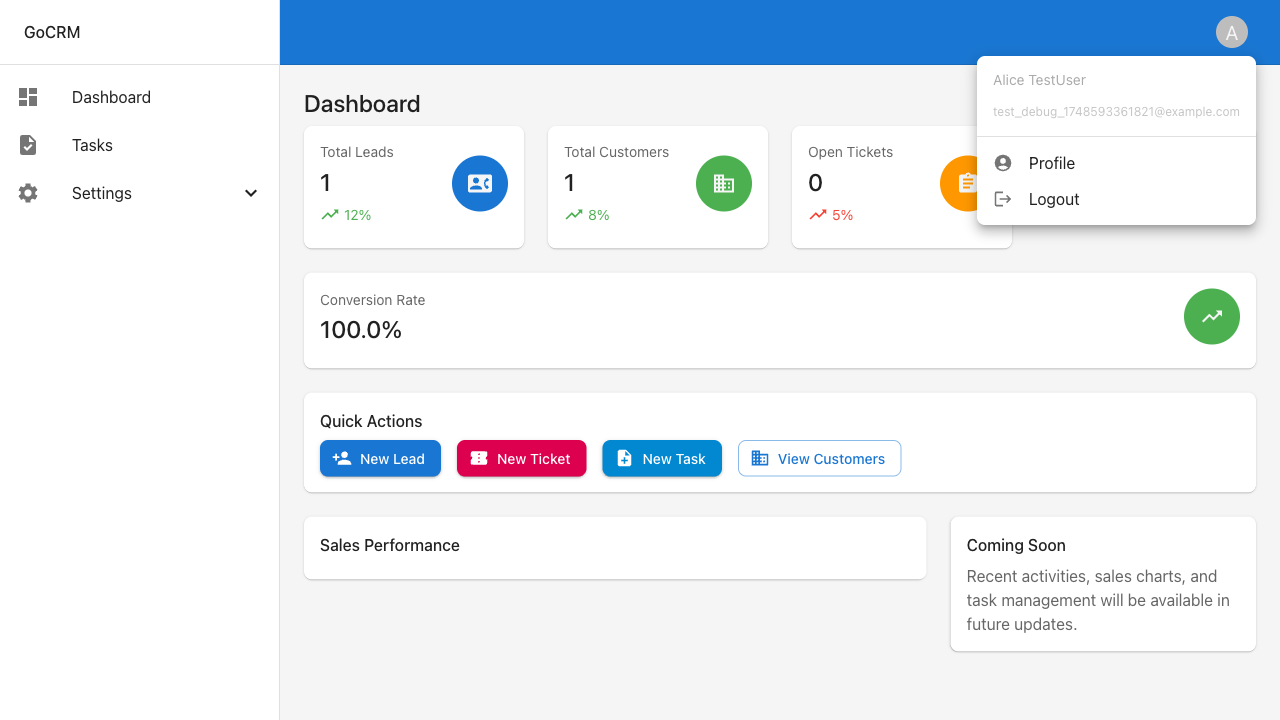 GoCRM
A
Dashboard
Tasks
Settings
Alice TestUser
test_debug_1748593361821@example.com
Profile
Logout
Dashboard
Total Leads
1
12%
Total Customers
1
8%
Open Tickets
0
5%
Conversion Rate
100.0%
Quick Actions
New Lead
New Ticket
New Task
View Customers
Sales Performance
Coming Soon
Recent activities, sales charts, and
task management will be available in
future updates.